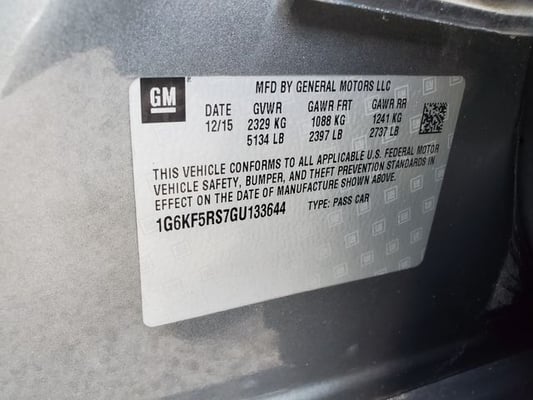 GM
MFD BY GENERAL MOTORS LLC
DATE GVWR GAWR FRT GAWR RR
12/15 2329 KG 1088 KG 1241 KG
5134 LB 2397 LB 2737 LB
THIS VEHICLE CONFORMS TO ALL APPLICABLE U.S. FEDERAL MOTOR
VEHICLE SAFETY, BUMPER, AND THEFT PREVENTION STANDARDS IN
EFFECT ON THE DATE OF MANUFACTURE SHOWN ABOVE.
1G6KF5RS7GU133644 TYPE: PASS CAR